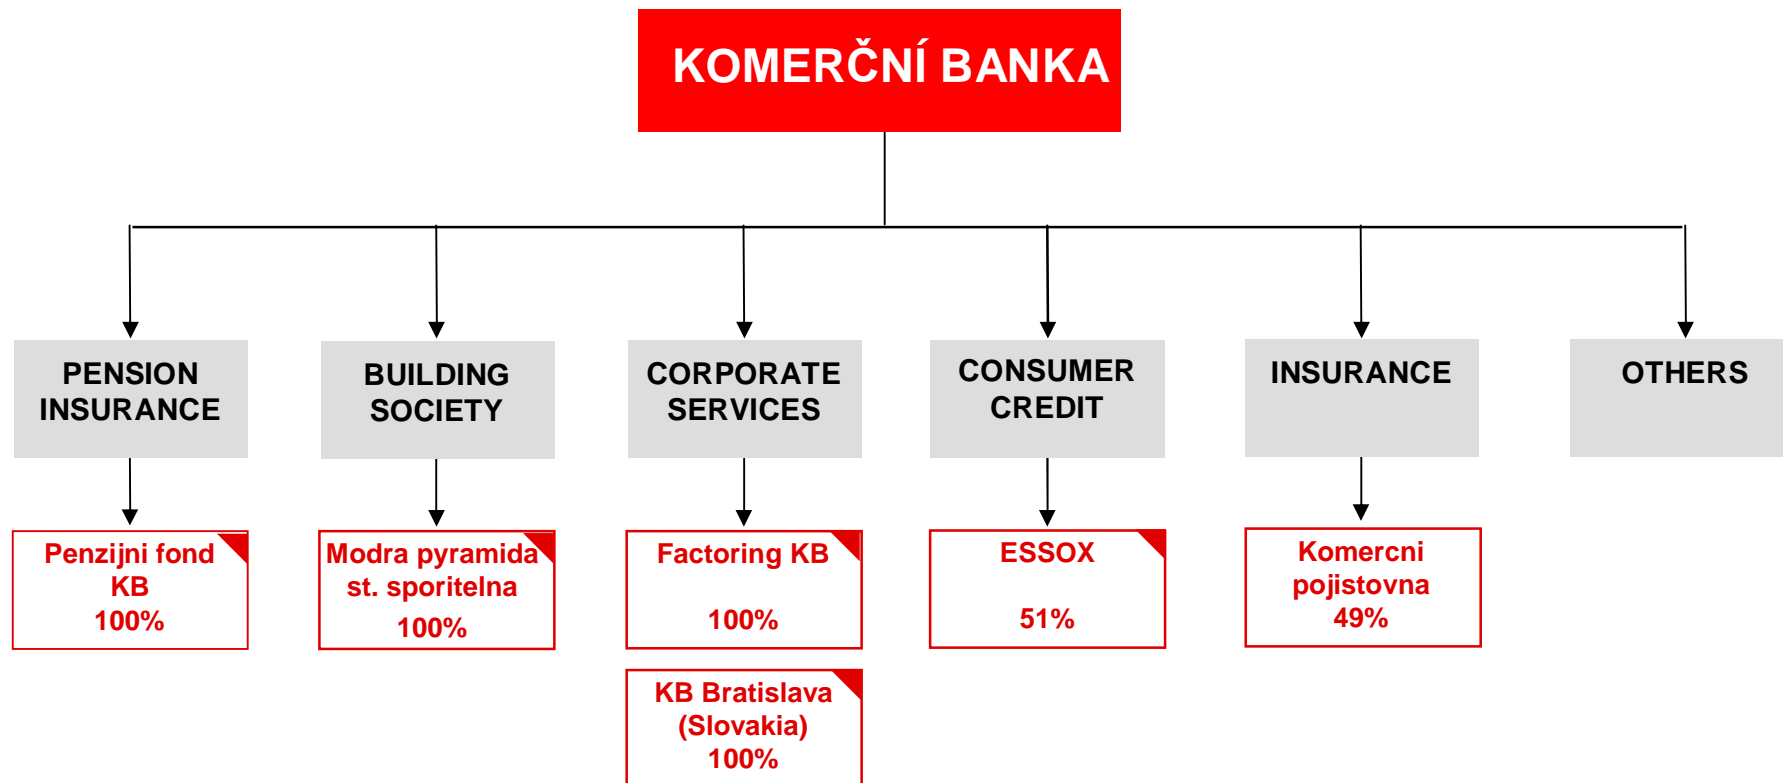 KOMERČNÍ BANKA
PENSION
INSURANCE
BUILDING
SOCIETY
CORPORATE
SERVICES
CONSUMER
CREDIT
INSURANCE
OTHERS
Penzijni fond
KB
100%
Modra pyramida
st. sporitelna
100%
Factoring KB
100%
ESSOX
51%
Komercni
pojistovna
49%
KB Bratislava
(Slovakia)
100%